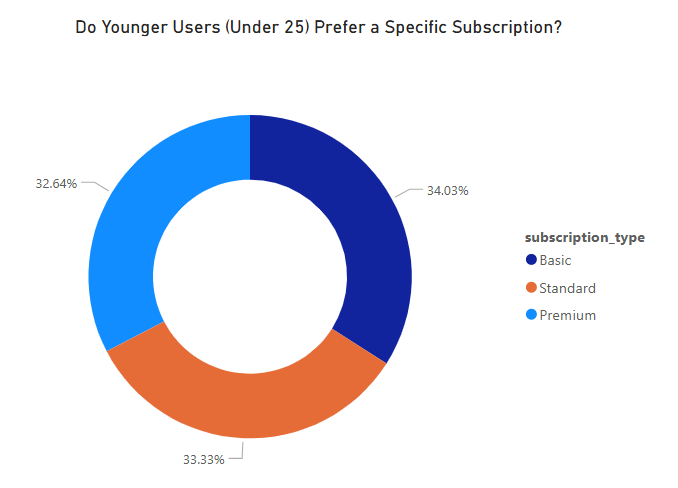 Do Younger Users (Under 25) Prefer a Specific Subscription?
32.64%
34.03%
33.33%
subscription_type
Basic
Standard
Premium